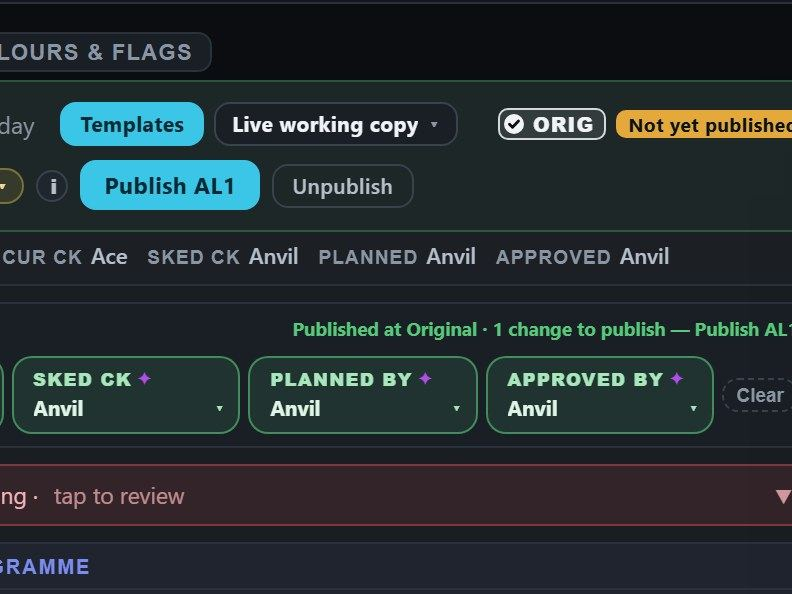 LOURS & FLAGS
day Templates Live working copy ORIG Not yet published
i Publish AL1 Unpublish
CUR CK Ace SKED CK Anvil PLANNED Anvil APPROVED Anvil
Published at Original · 1 change to publish — Publish AL1
SKED CK PLANNED BY APPROVED BY
Anvil Anvil Anvil Clear
ng · tap to review
GRAMME